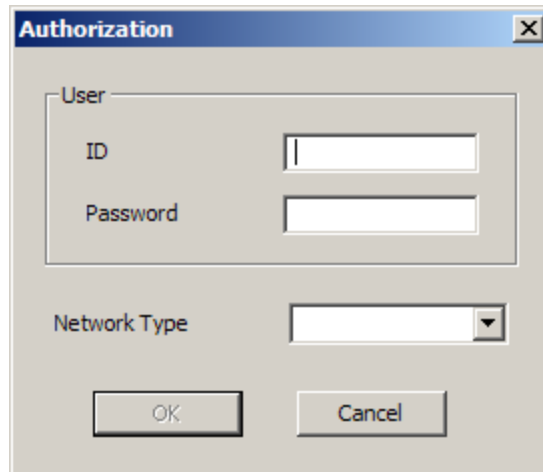 Authorization
User
ID
Password
Network Type
OK
Cancel